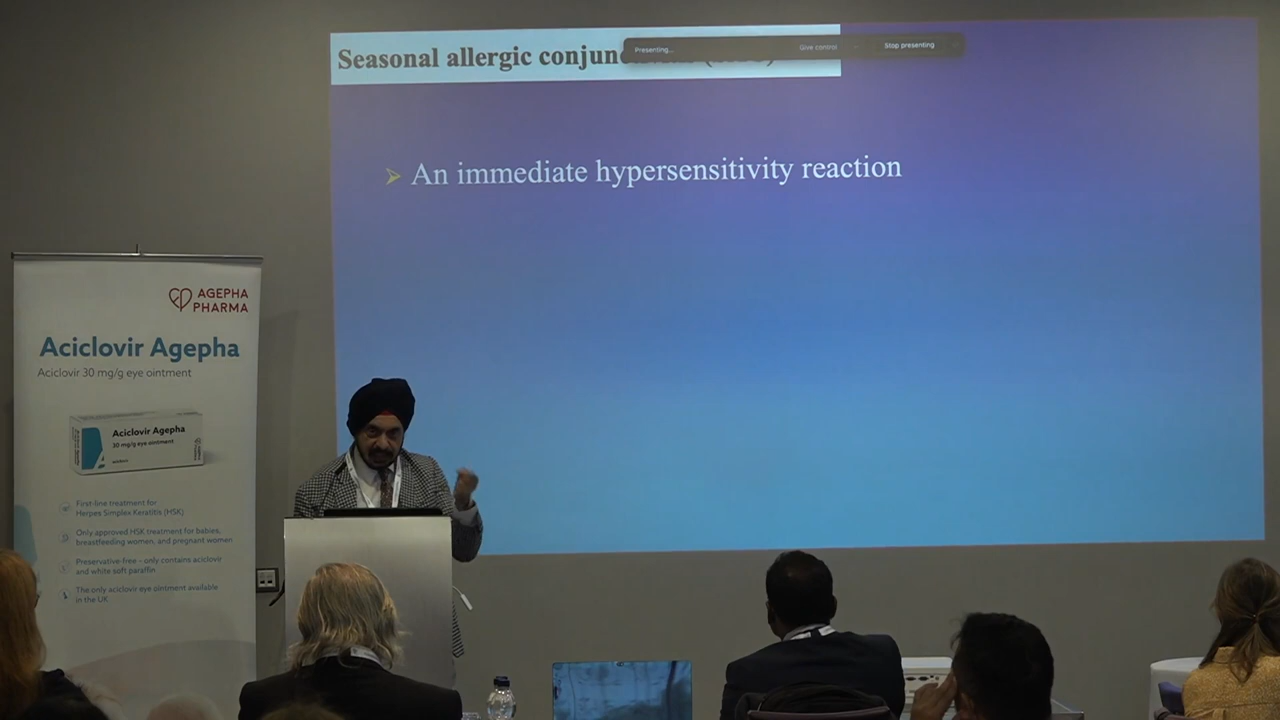 Seasonal allergic conjun
Presenting...
Give control
Stop presenting
➢ An immediate hypersensitivity reaction
AGEPHA
PHARMA
Aciclovir Agepha
Aciclovir 30 mg/g eye ointment
Aciclovir Agepha
30 mg/g eye ointment
First-line treatment for
Herpes Simplex Keratitis (HSK)
Only approved HSK treatment for babies,
breastfeeding women, and pregnant women
Preservative free - only contains aciclovir
and white soft paraffin
The only aciclovir eye ointment available
in the UK